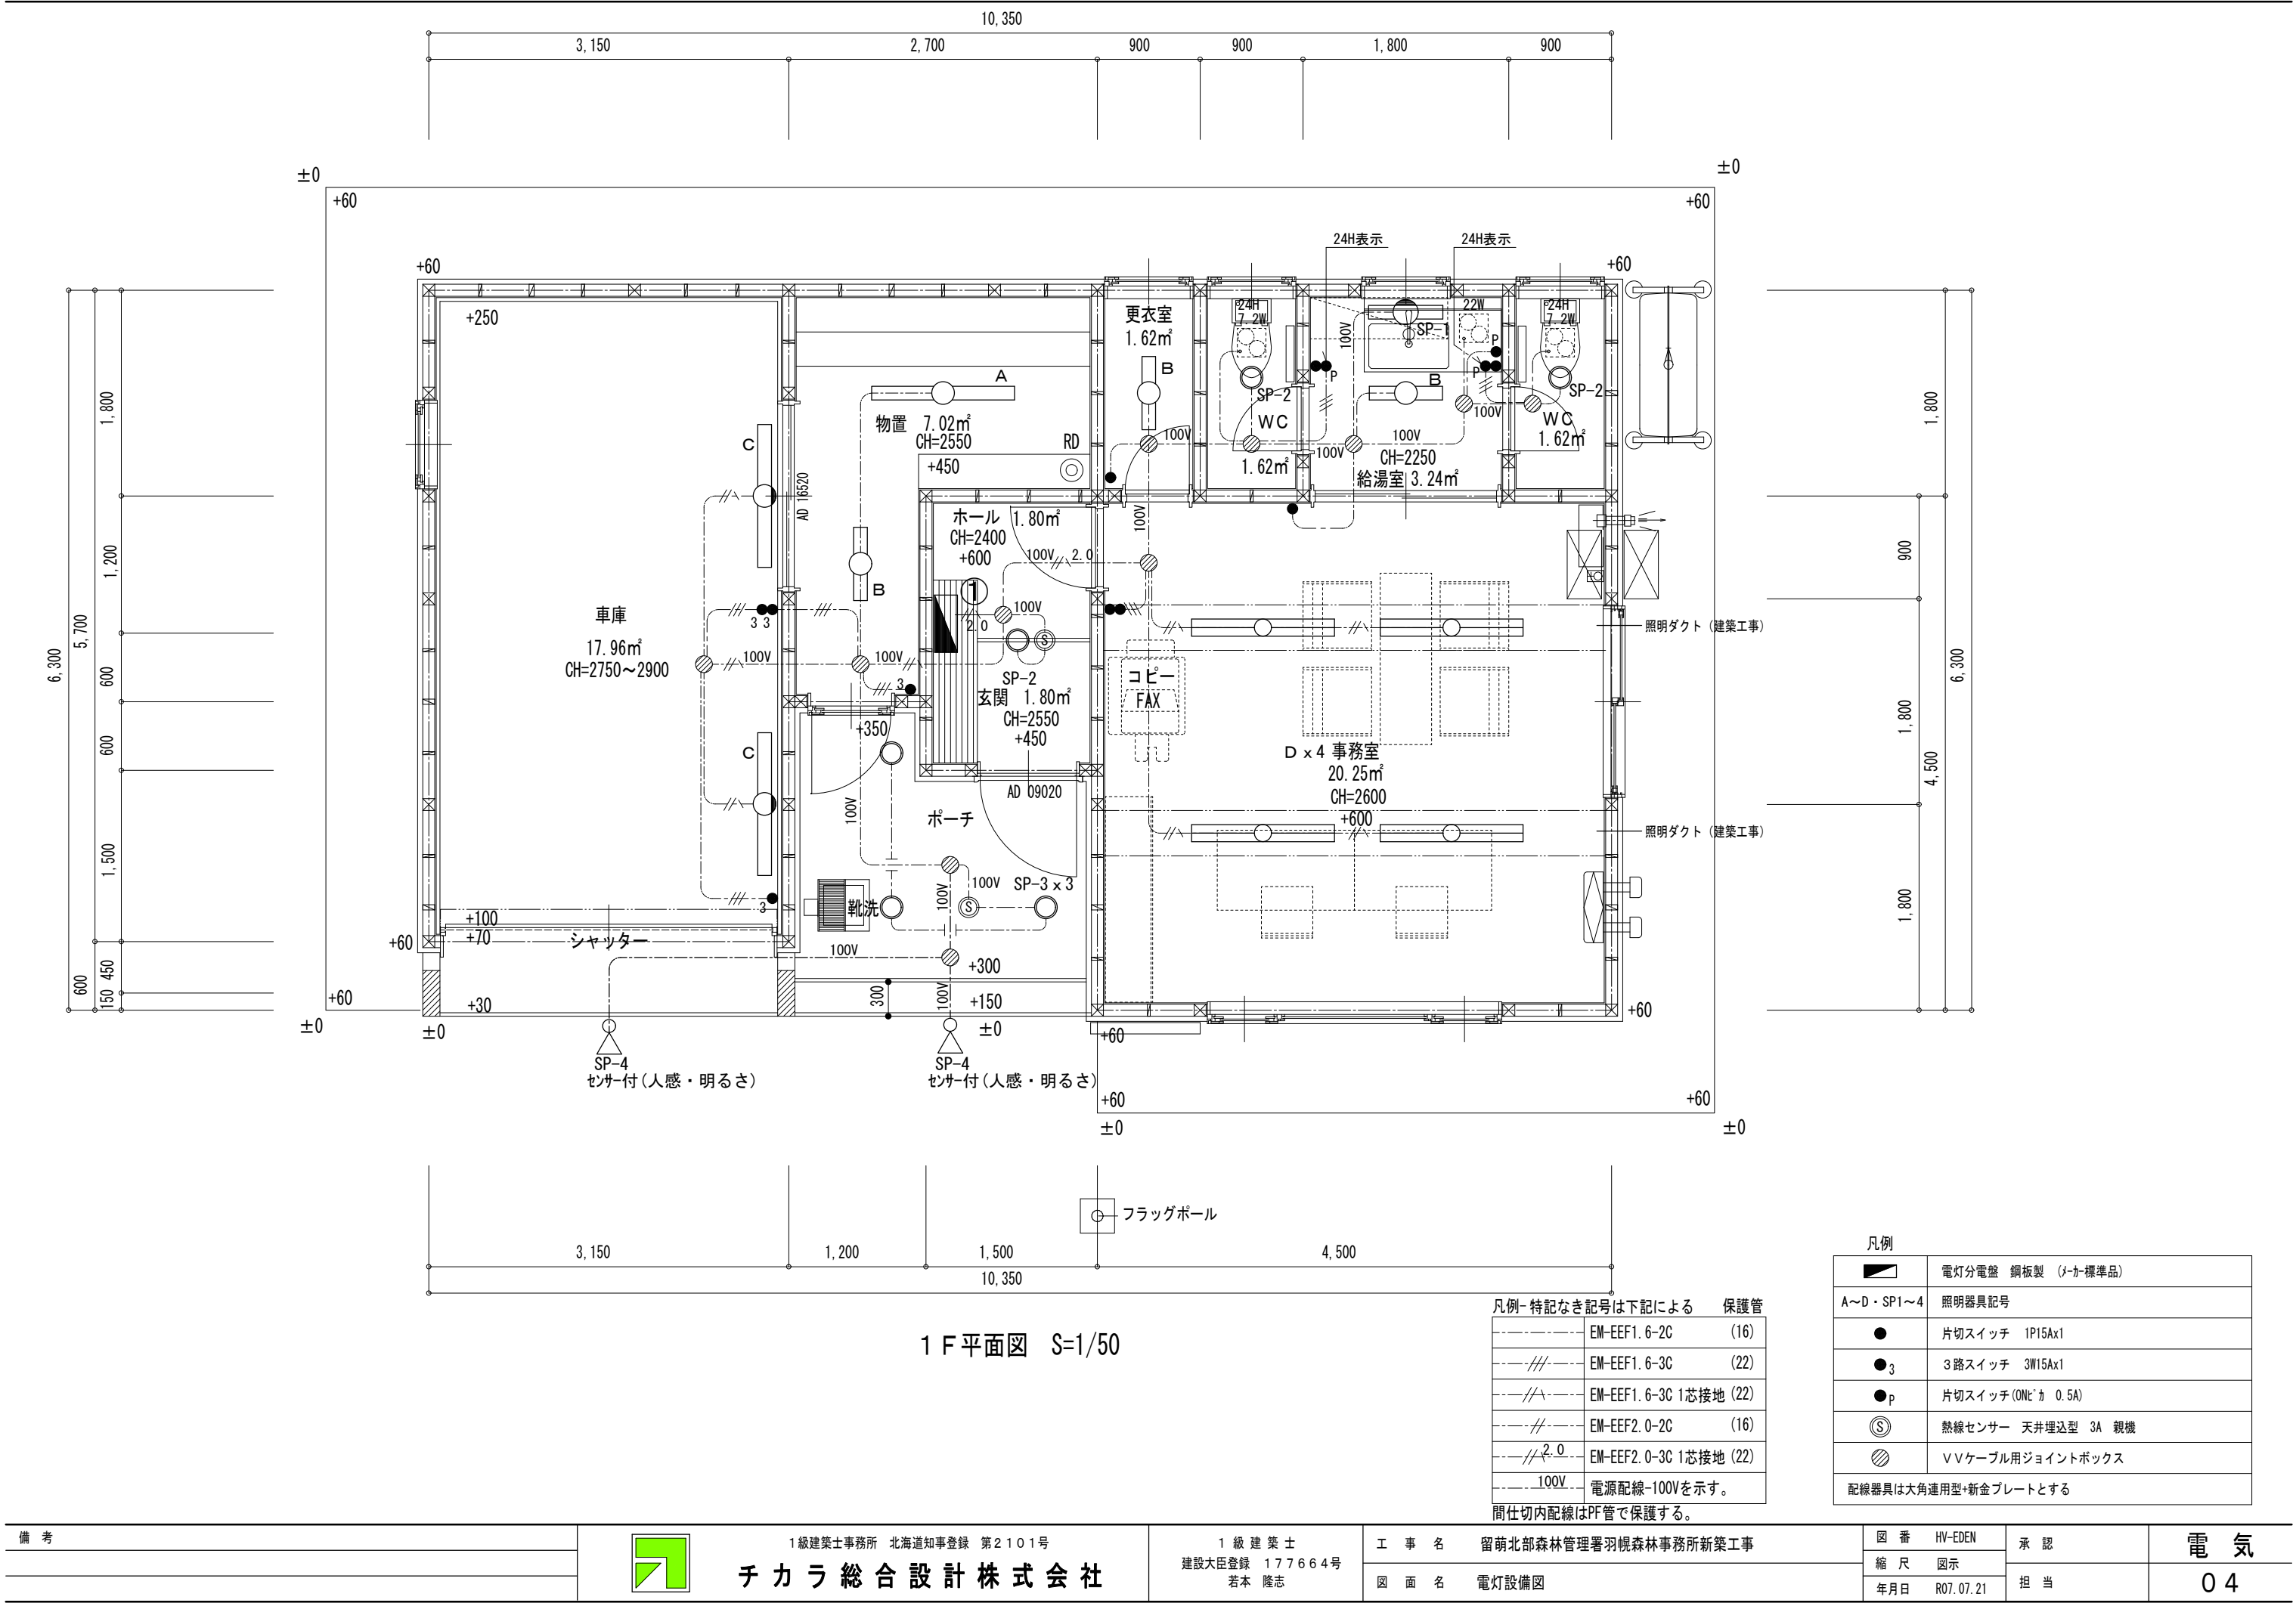 10,350
3,150 2,700 900 900 1,800 900
±0 ±0
+60 +60
24H表示 24H表示
+60 +60
+250
更衣室
1.62㎡
24H
7.2W
100V
SP-1
22W
24H
7.2W
P
P
P
B
A
B
SP-2
SP-2
物置 7.02㎡
CH=2550
RD
+450
WC
1.62㎡
WC
1.62㎡
100V
100V
100V
100V
CH=2250
給湯室 3.24㎡
C
AD 16520
ホール 1.80㎡
CH=2400
+600
100V
100V 2.0
B
1
100V
2.0
S
車庫
17.96㎡
CH=2750～2900
3 3
100V
100V
3
SP-2
玄関 1.80㎡
CH=2550
+450
コピー
FAX
照明ダクト（建築工事）
D x 4 事務室
20.25㎡
CH=2600
+600
照明ダクト（建築工事）
C
+350
AD 09020
100V
ポーチ
100V
100V
SP-3 x 3
S
靴洗
3
+100
+70
シャッター
+60
100V
+300
100V
300
+150
+30
+60
±0
±0
±0
+60
+60
SP-4
ｾﾝｻｰ付(人感・明るさ)
SP-4
ｾﾝｻｰ付(人感・明るさ)
+60 +60
±0 ±0
6,300
5,700
600
1,800
1,200
600
600
1,500
450
150
1,800
900
1,800
1,800
4,500
6,300
フラッグポール
3,150 1,200 1,500 4,500
10,350
1F平面図 S=1/50
凡例-特記なき記号は下記による 保護管
EM-EEF1.6-2C (16)
EM-EEF1.6-3C (22)
EM-EEF1.6-3C 1芯接地 (22)
EM-EEF2.0-2C (16)
2.0 EM-EEF2.0-3C 1芯接地 (22)
100V 電源配線-100Vを示す。
間仕切内配線はPF管で保護する。
凡例
電灯分電盤 鋼板製 (ﾒｰｶｰ標準品)
A～D・SP1～4 照明器具記号
片切スイッチ 1P15Ax1
3 3路スイッチ 3W15Ax1
P 片切スイッチ(ONﾋﾟｶ 0.5A)
S 熱線センサー 天井埋込型 3A 親機
VVケーブル用ジョイントボックス
配線器具は大角連用型+新金プレートとする
備 考
1級建築士事務所 北海道知事登録 第2101号
チカラ総合設計株式会社
1級建築士
建設大臣登録 177664号
若本 隆志
工 事 名 留萌北部森林管理署羽幌森林事務所新築工事
図 面 名 電灯設備図
図 番 HV-EDEN
縮 尺 図示
年月日 R07.07.21
承 認
担 当
電 気
04